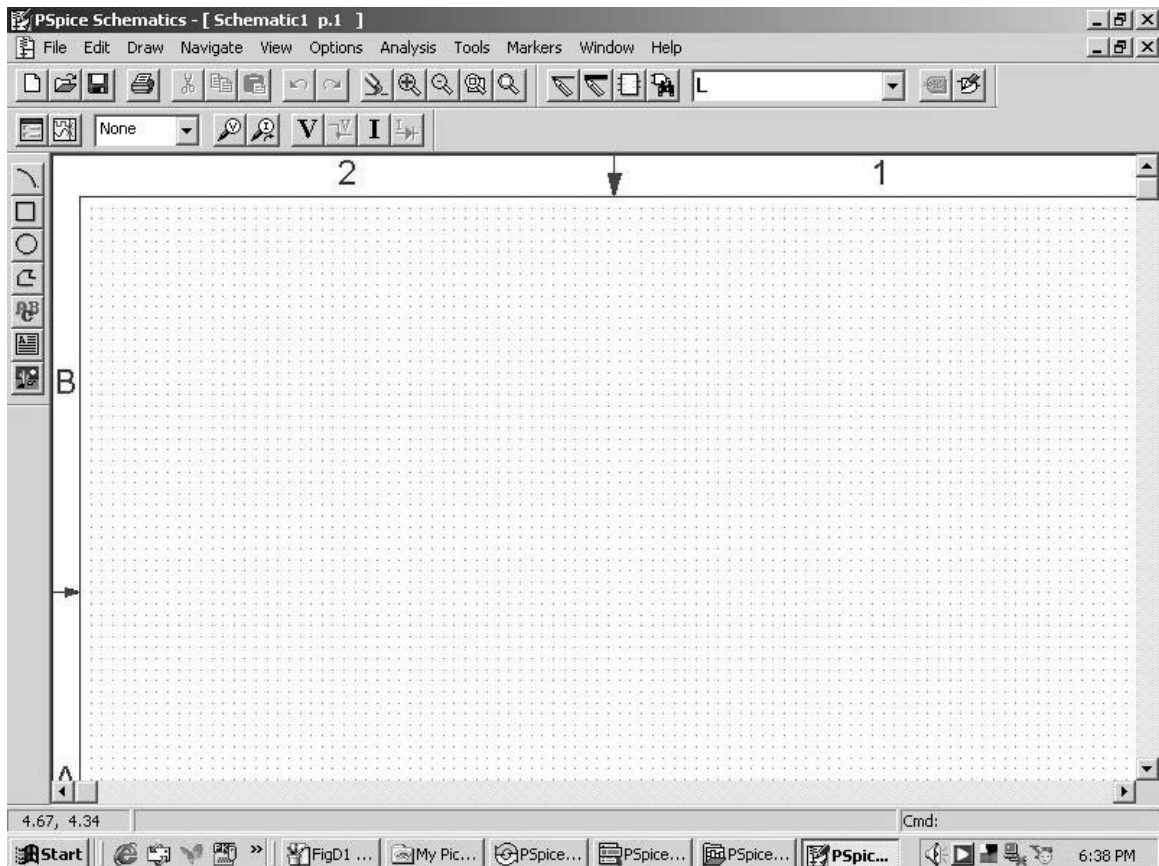 PSpice Schematics - [ Schematic1 p.1 ]
File Edit Draw Navigate View Options Analysis Tools Markers Window Help
L
None V V I I
2 1
B
A
4.67, 4.34 Cmd:
Start » FigD1 ... My Pic... PSpice... PSpice... PSpice... PSpic... 6:38 PM